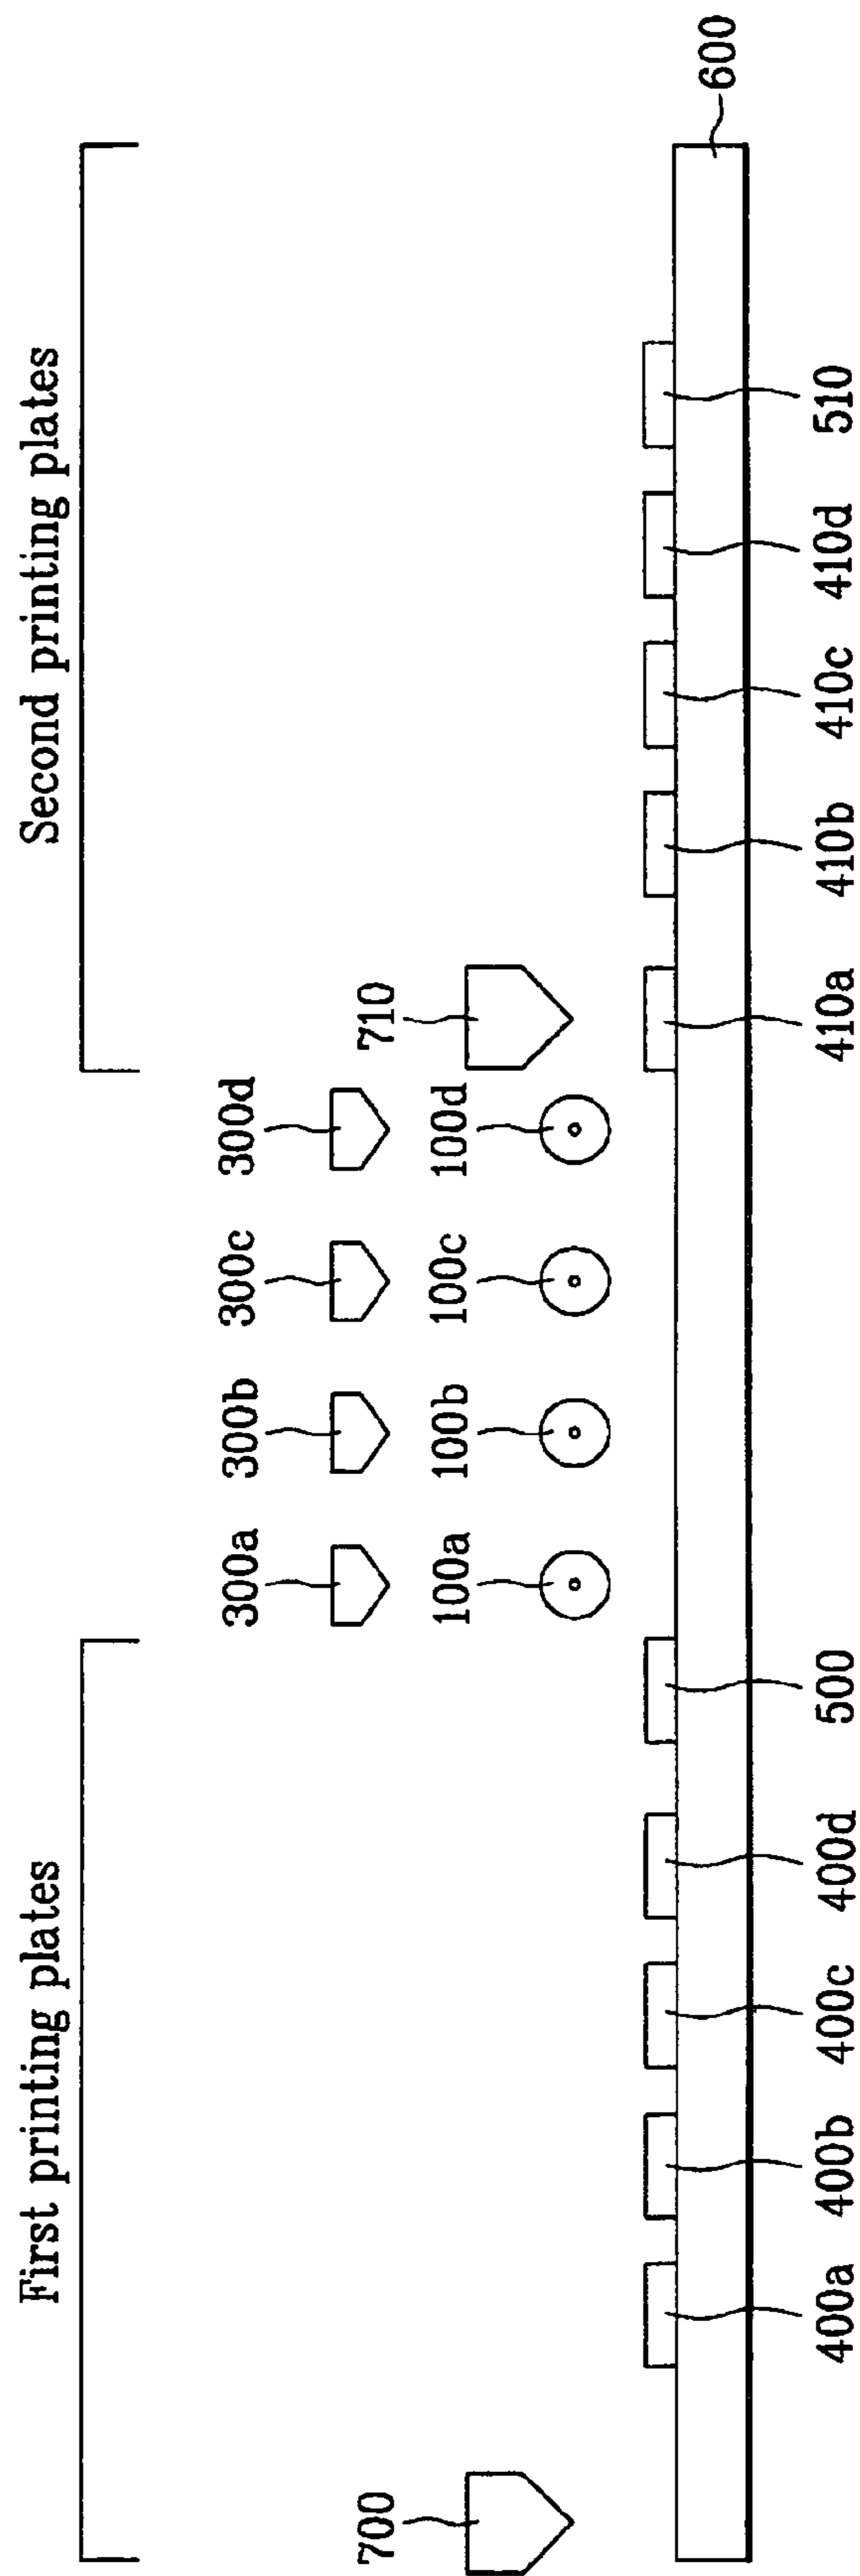 First printing plates
Second printing plates
300a
300b
300c
300d
700
710
100a
100b
100c
100d
600
400a
400b
400c
400d
500
410a
410b
410c
410d
510